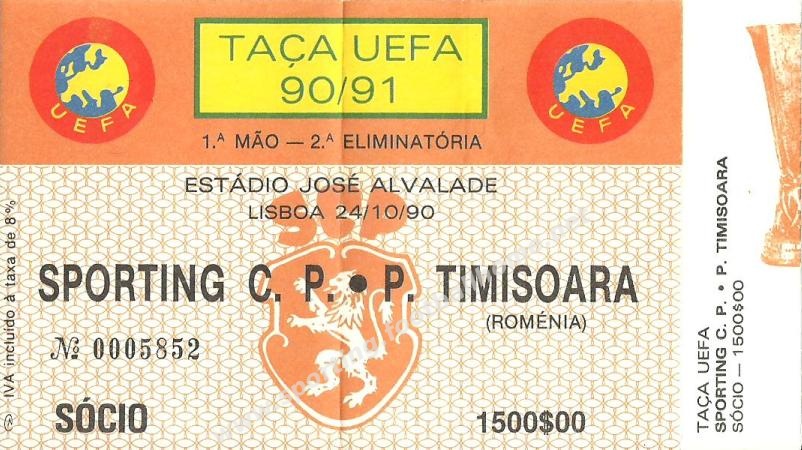 UEFA
TAÇA UEFA
90/91
UEFA
1.ª MÃO — 2.ª ELIMINATÓRIA
ESTÁDIO JOSÉ ALVALADE
LISBOA 24/10/90
SCP
SPORTING C. P. • P. TIMISOARA
(ROMÉNIA)
Nº 0005852
SÓCIO
1500$00
IVA incluido à taxa de 8%
TAÇA UEFA
SPORTING C. P. • P. TIMISOARA
SÓCIO — 1500$00